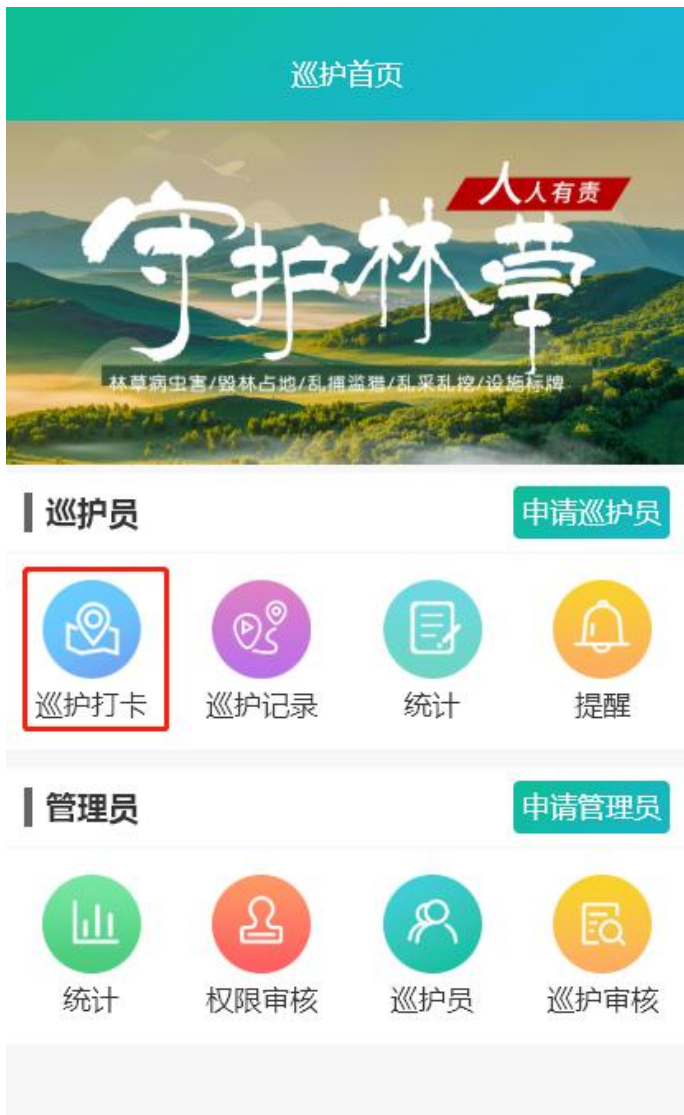 巡护首页
人人有责
守护林草
林草病虫害/毁林占地/乱捕滥猎/乱采乱挖/设施标牌
巡护员
申请巡护员
巡护打卡 巡护记录 统计 提醒
管理员
申请管理员
统计 权限审核 巡护员 巡护审核